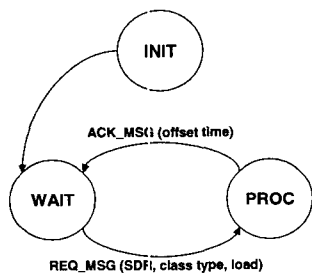 INIT
ACK_MSG (offset time)
WAIT
PROC
REQ_MSG (SDFI, class type, load)